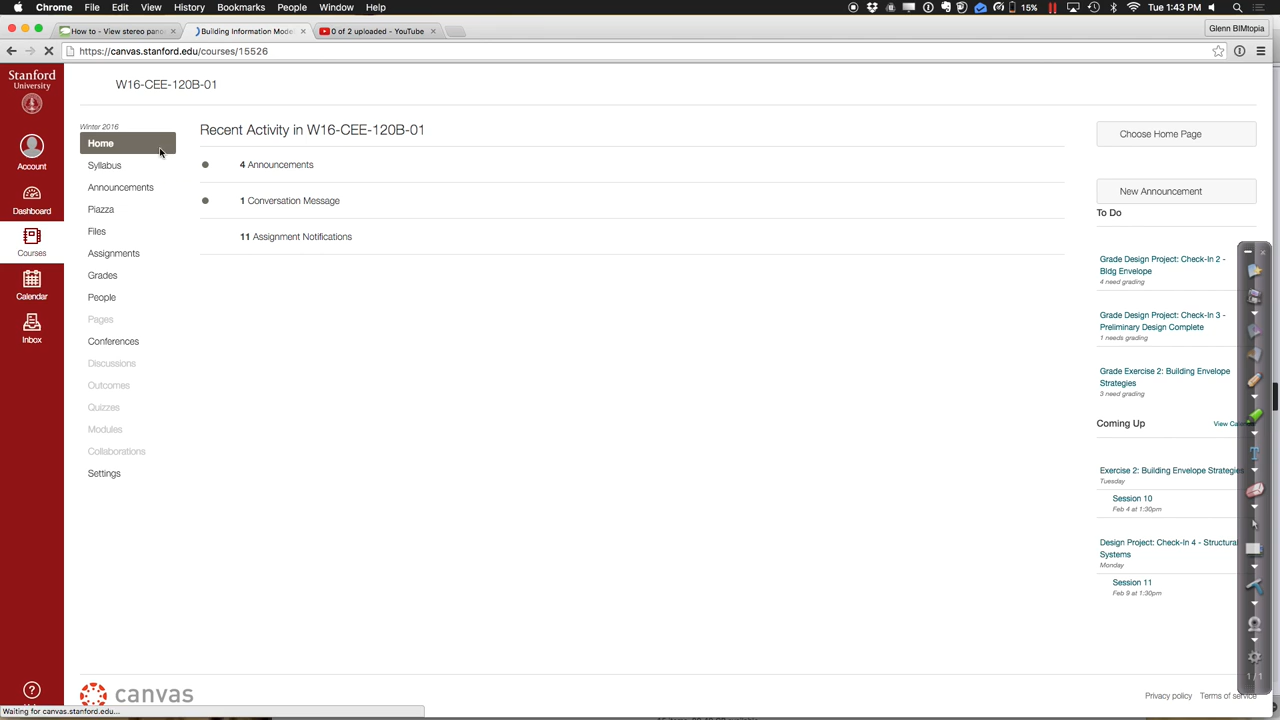 Chrome File Edit View History Bookmarks People Window Help 15% Tue 1:43 PM
How to - View stereo pano
Building Information Mode
0 of 2 uploaded - YouTube
Glenn BIMtopia
https://canvas.stanford.edu/courses/15526
Stanford
University
Account
Dashboard
Courses
Calendar
Inbox
W16-CEE-120B-01
Winter 2016
Home
Syllabus
Announcements
Piazza
Files
Assignments
Grades
People
Pages
Conferences
Discussions
Outcomes
Quizzes
Modules
Collaborations
Settings
Recent Activity in W16-CEE-120B-01
4 Announcements
1 Conversation Message
11 Assignment Notifications
Choose Home Page
New Announcement
To Do
Grade Design Project: Check-In 2 -
Bldg Envelope
4 need grading
Grade Design Project: Check-In 3 -
Preliminary Design Complete
1 needs grading
Grade Exercise 2: Building Envelope
Strategies
3 need grading
Coming Up
View
Exercise 2: Building Envelope Strategies
Tuesday
Session 10
Feb 4 at 1:30pm
Design Project: Check-In 4 - Structural
Systems
Monday
Session 11
Feb 9 at 1:30pm
1 / 1
canvas
Privacy policy Terms of service
Waiting for canvas.stanford.edu...